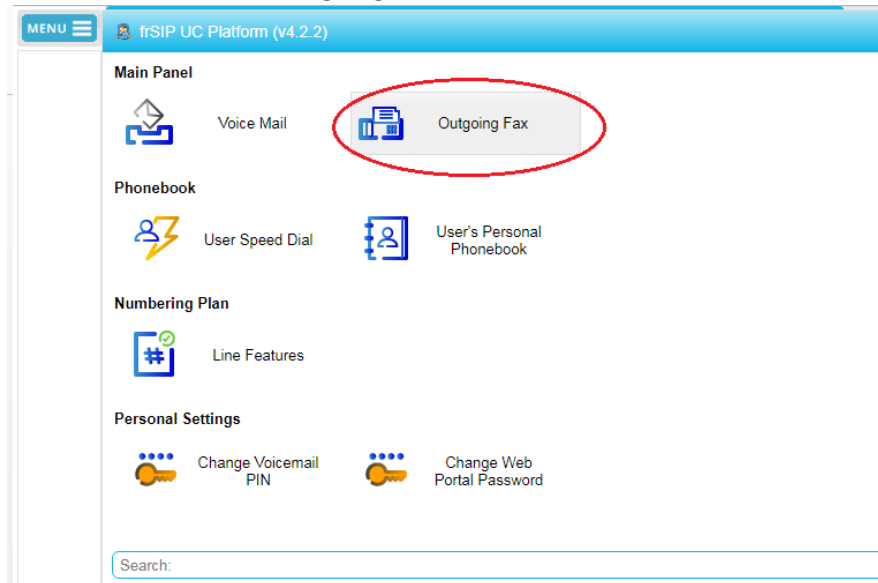 MENU
frSIP UC Platform (v4.2.2)
Main Panel
Voice Mail
Outgoing Fax
Phonebook
User Speed Dial
User's Personal
Phonebook
Numbering Plan
#
Line Features
Personal Settings
Change Voicemail
PIN
Change Web
Portal Password
Search: